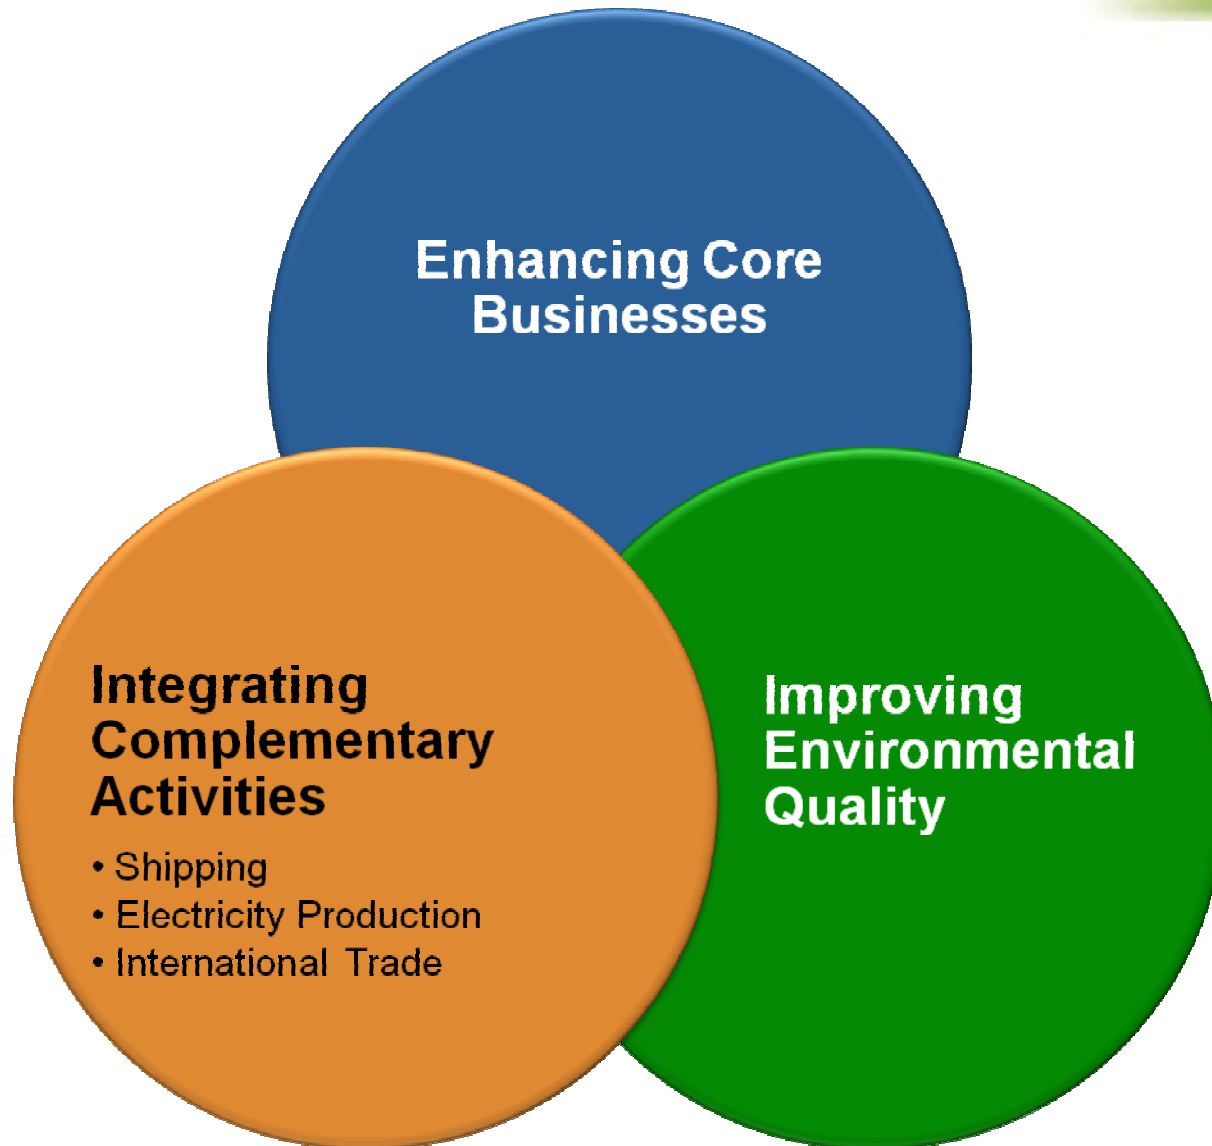 Enhancing Core
Businesses
Integrating
Complementary
Activities
• Shipping
• Electricity Production
• International Trade
Improving
Environmental
Quality